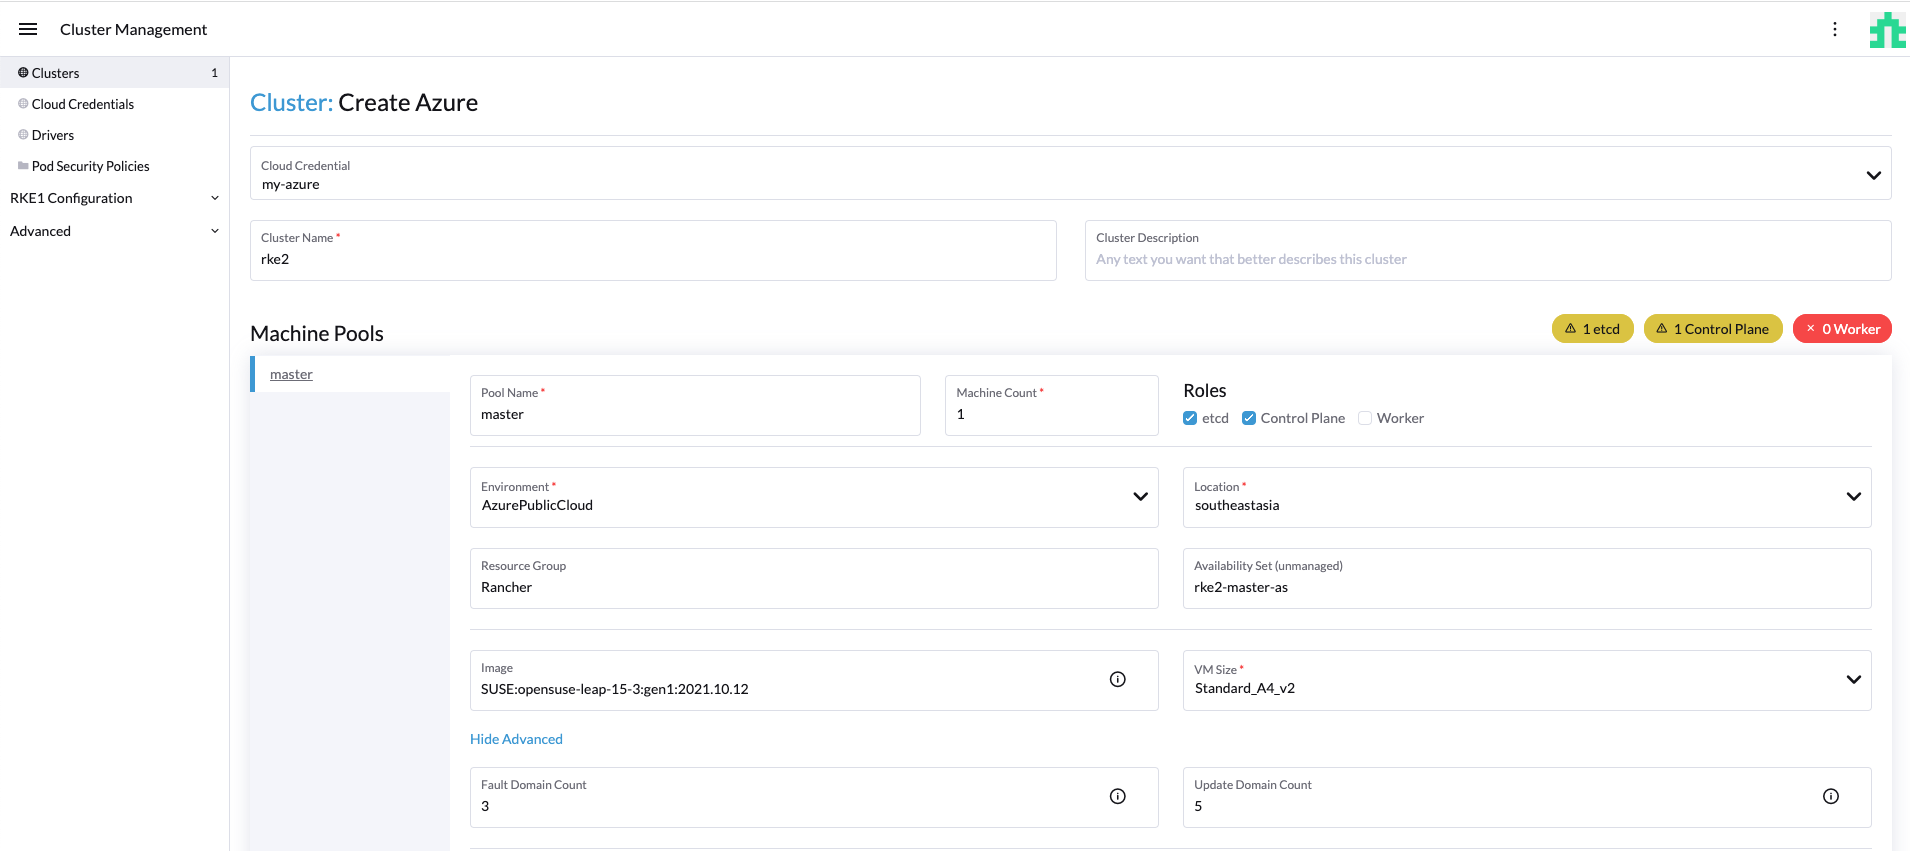 Cluster Management
Clusters 1
Cloud Credentials
Drivers
Pod Security Policies
RKE1 Configuration
Advanced
Cluster: Create Azure
Cloud Credential
my-azure
Cluster Name *
rke2
Cluster Description
Any text you want that better describes this cluster
Machine Pools
1 etcd
1 Control Plane
0 Worker
master
Pool Name *
master
Machine Count *
1
Roles
etcd Control Plane Worker
Environment *
AzurePublicCloud
Location *
southeastasia
Resource Group
Rancher
Availability Set (unmanaged)
rke2-master-as
Image
SUSE:opensuse-leap-15-3:gen1:2021.10.12
VM Size *
Standard_A4_v2
Hide Advanced
Fault Domain Count
3
Update Domain Count
5